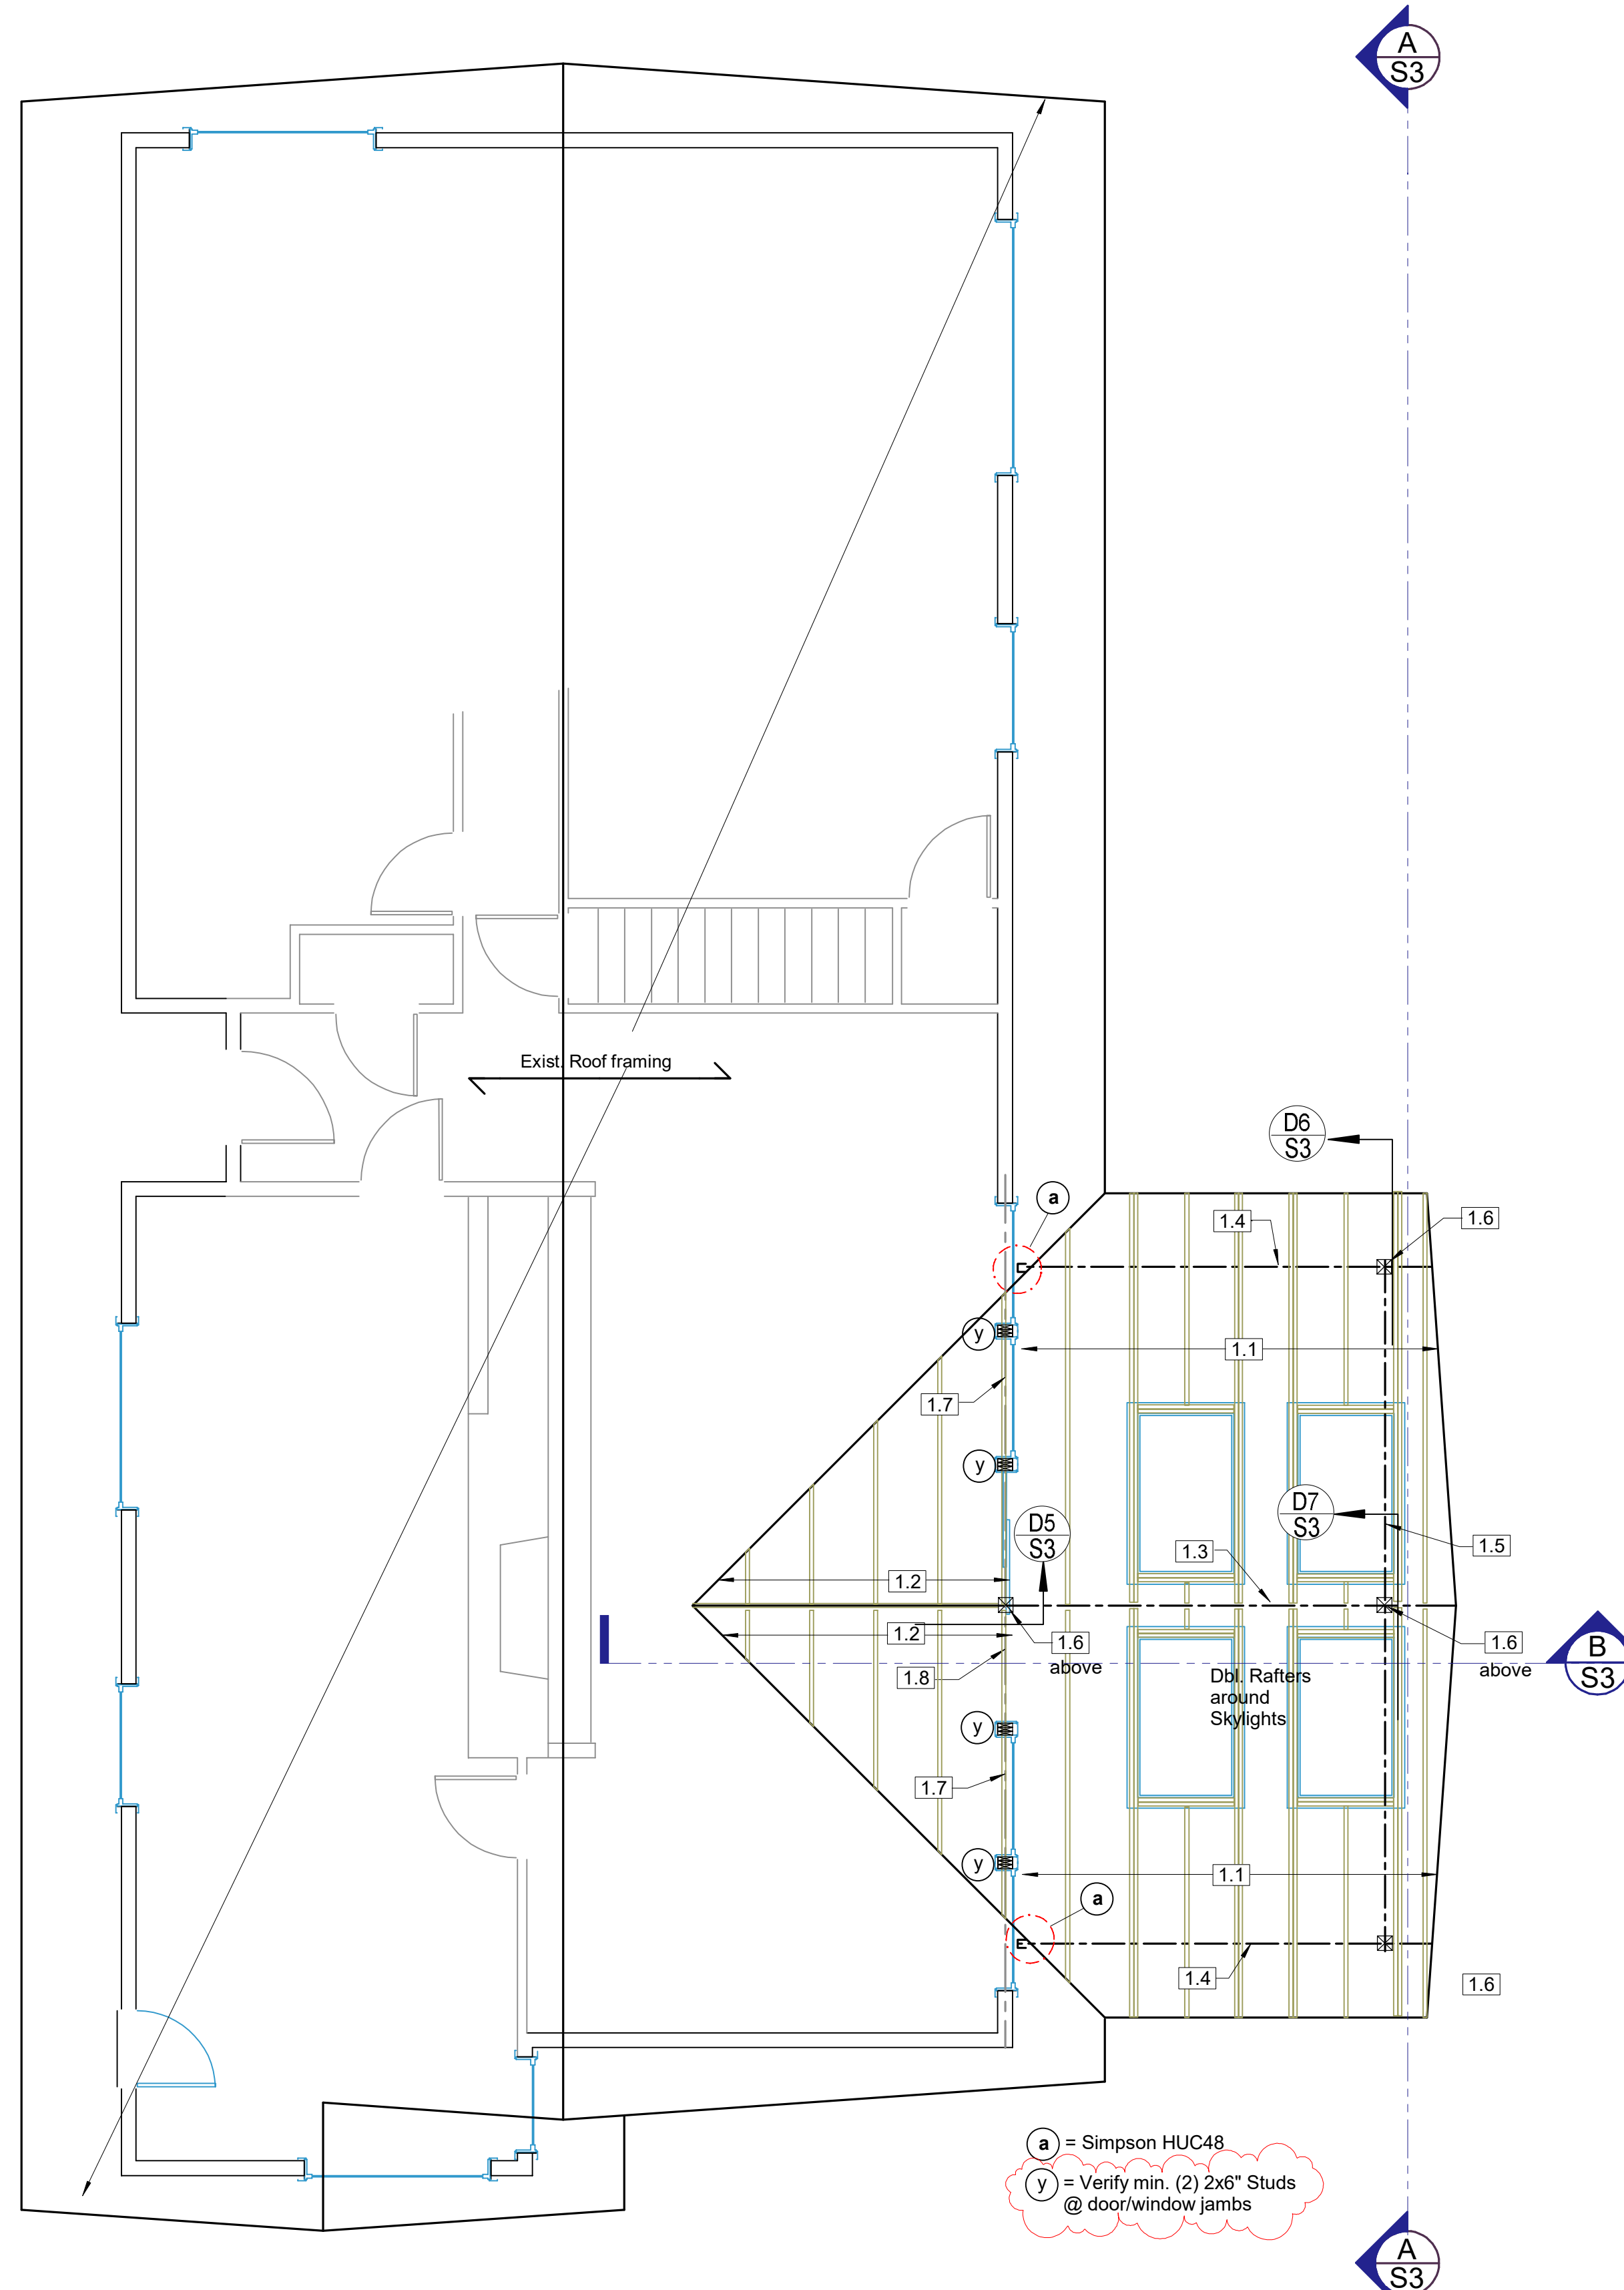 A
S3
Exist. Roof framing
D6
S3
a
1.4
1.6
y
1.1
1.7
y
D5
S3
D7
S3
1.3
1.5
1.2
1.2
1.6
above
1.6
above
B
S3
1.8
Dbl. Rafters
around
Skylights
y
1.7
y
1.1
a
1.4
1.6
a = Simpson HUC48
y = Verify min. (2) 2x6" Studs
@ door/window jambs
A
S3